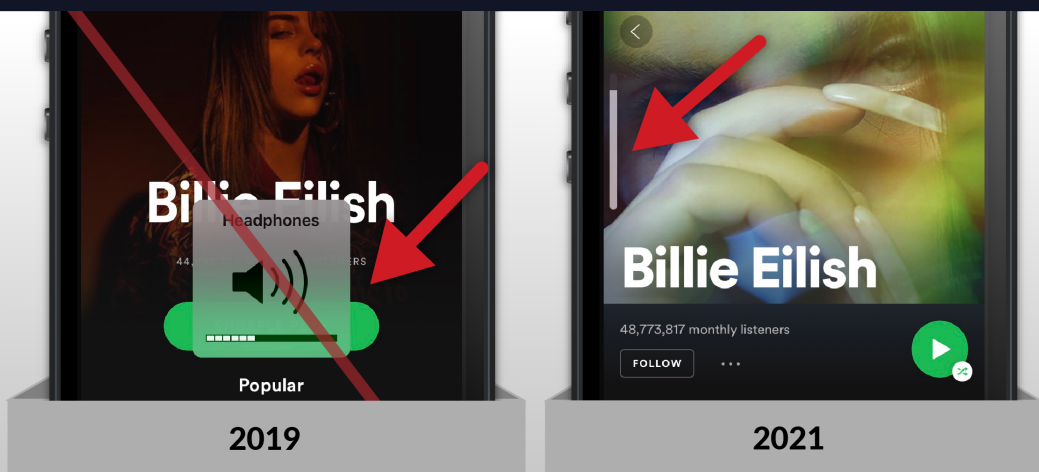 Billie Eilish
Headphones
44, ERS
Popular
2019
Billie Eilish
48,773,817 monthly listeners
FOLLOW
2021